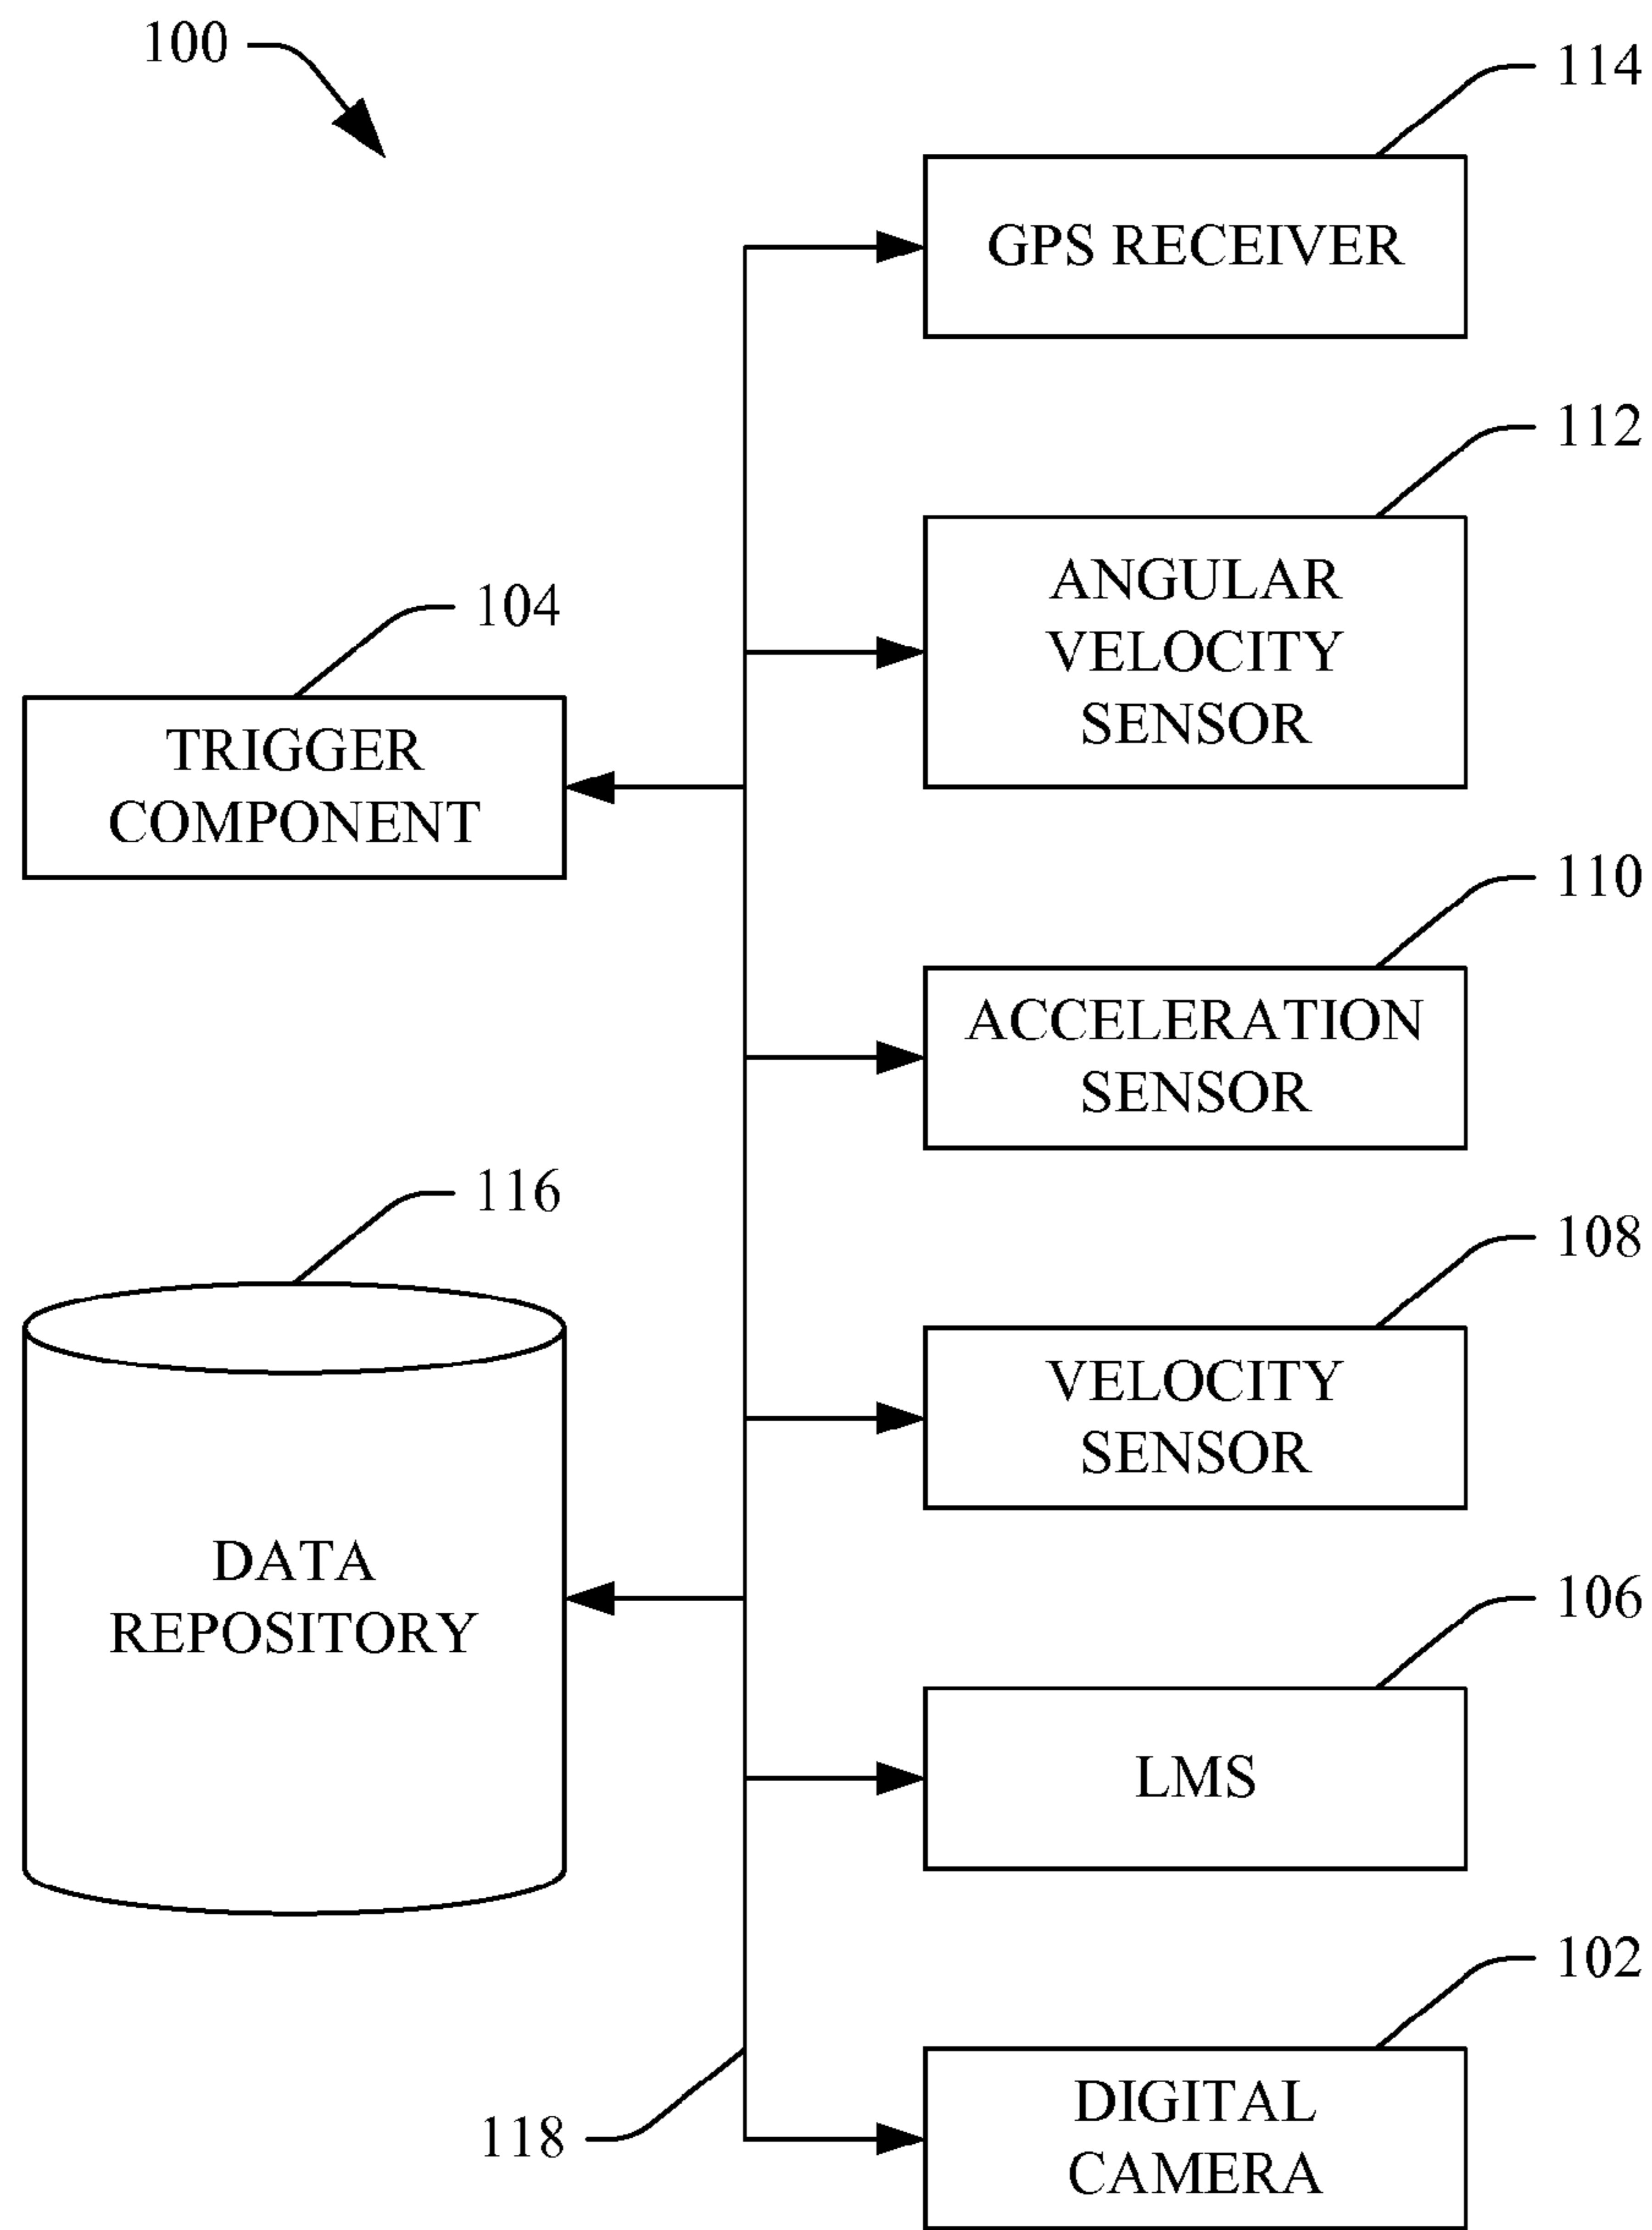 100
114
GPS RECEIVER
112
ANGULAR
VELOCITY
SENSOR
104
TRIGGER
COMPONENT
110
ACCELERATION
SENSOR
116
108
VELOCITY
SENSOR
DATA
REPOSITORY
106
LMS
102
118
DIGITAL
CAMERA